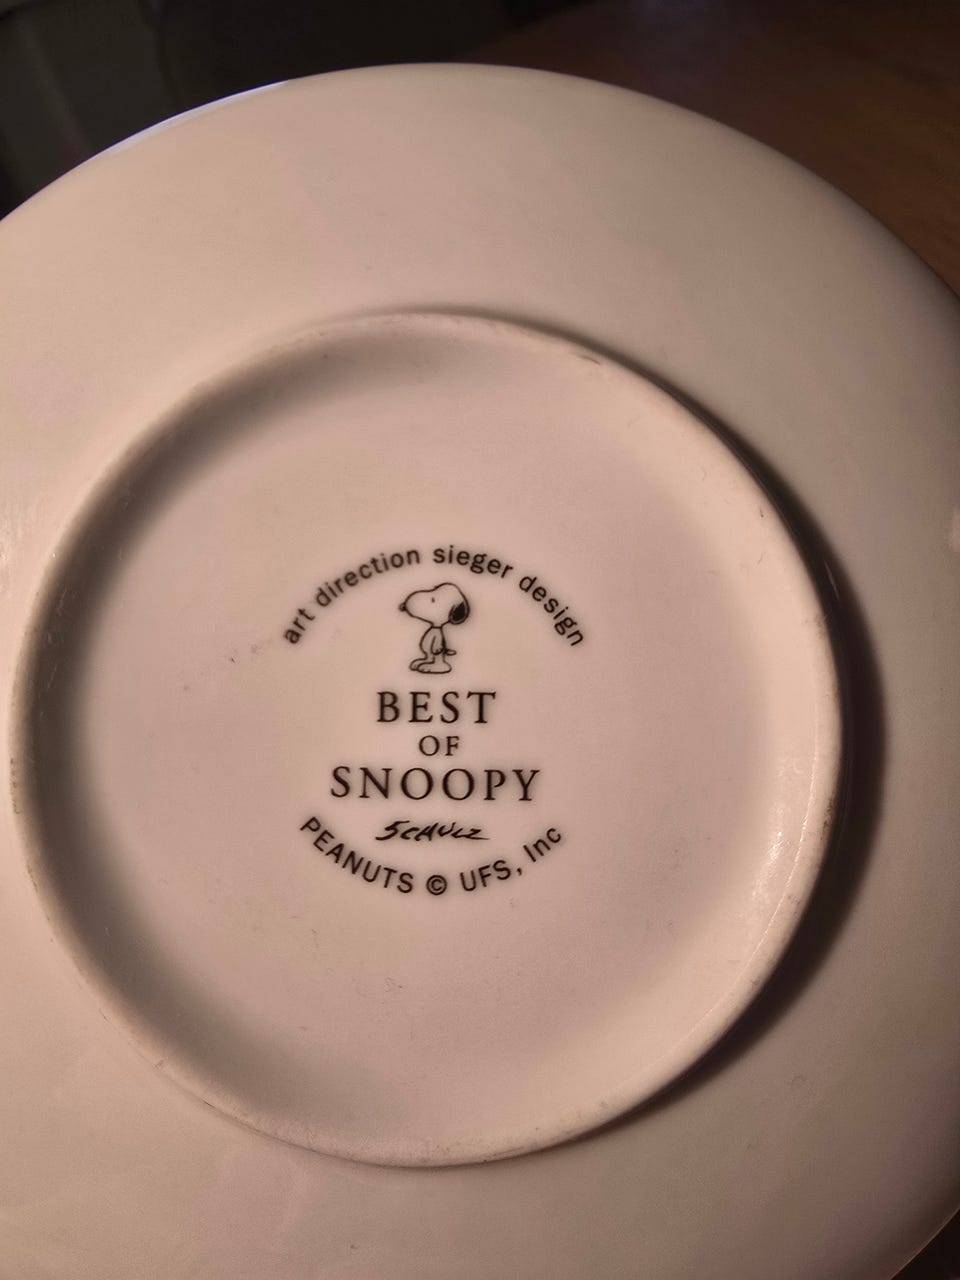 art direction sieger design
BEST
OF
SNOOPY
SCHULZ
PEANUTS © UFS, Inc